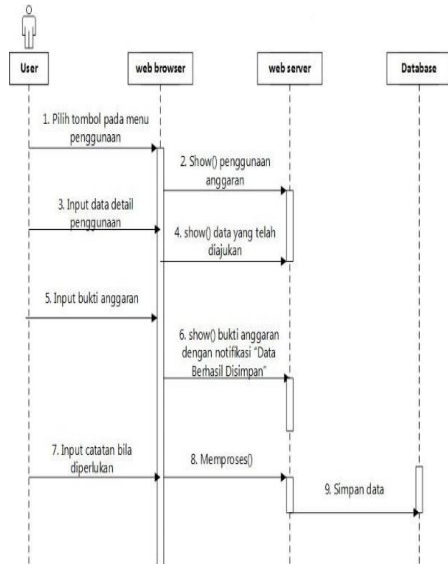 User
web browser
web server
Database
1. Pilih tombol pada menu
penggunaan
2. Show() penggunaan
anggaran
3. Input data detail
penggunaan
4. show() data yang telah
diajukan
5. Input bukti anggaran
6. show() bukti anggaran
dengan notifikasi "Data
Berhasil Disimpan"
7. Input catatan bila
diperlukan
8. Memproses()
9. Simpan data